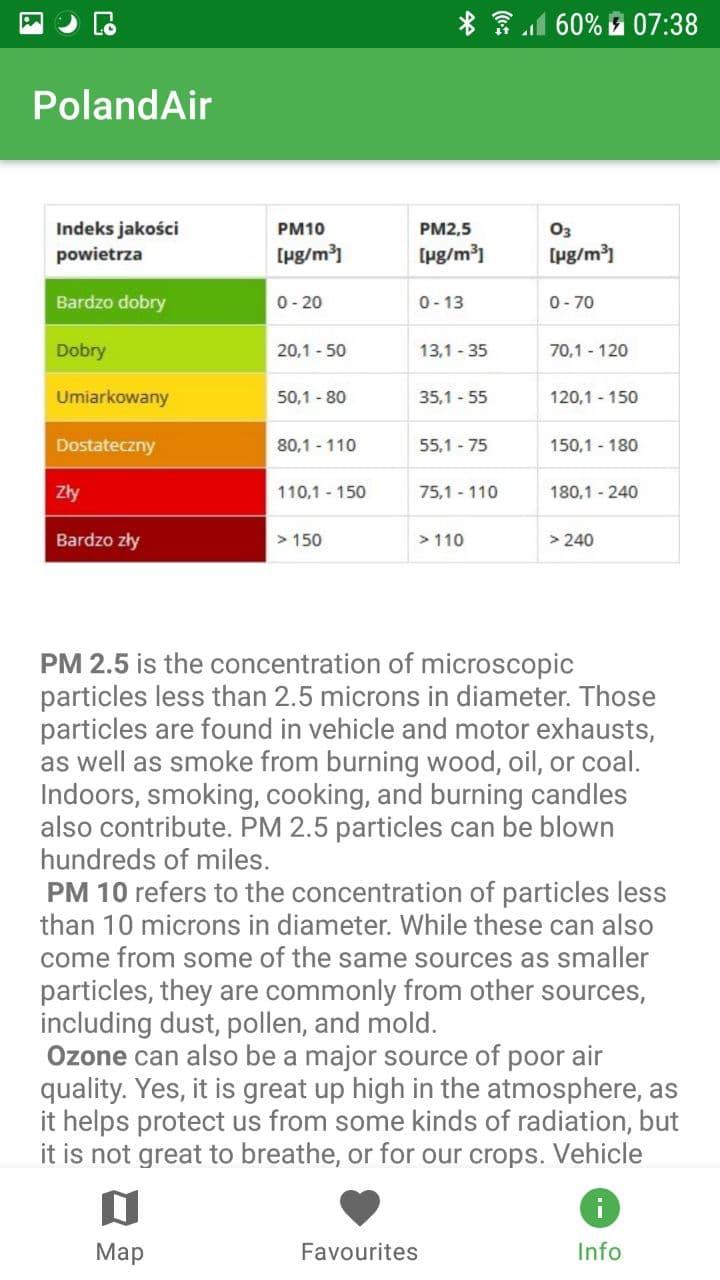 60% 07:38
PolandAir
Indeks jakości powietrza PM10 [µg/m³] PM2,5 [µg/m³] O₃ [µg/m³]
Bardzo dobry 0 - 20 0 - 13 0 - 70
Dobry 20,1 - 50 13,1 - 35 70,1 - 120
Umiarkowany 50,1 - 80 35,1 - 55 120,1 - 150
Dostateczny 80,1 - 110 55,1 - 75 150,1 - 180
Zły 110,1 - 150 75,1 - 110 180,1 - 240
Bardzo zły > 150 > 110 > 240
PM 2.5 is the concentration of microscopic
particles less than 2.5 microns in diameter. Those
particles are found in vehicle and motor exhausts,
as well as smoke from burning wood, oil, or coal.
Indoors, smoking, cooking, and burning candles
also contribute. PM 2.5 particles can be blown
hundreds of miles.
PM 10 refers to the concentration of particles less
than 10 microns in diameter. While these can also
come from some of the same sources as smaller
particles, they are commonly from other sources,
including dust, pollen, and mold.
Ozone can also be a major source of poor air
quality. Yes, it is great up high in the atmosphere, as
it helps protect us from some kinds of radiation, but
it is not great to breathe, or for our crops. Vehicle
Map Favourites Info